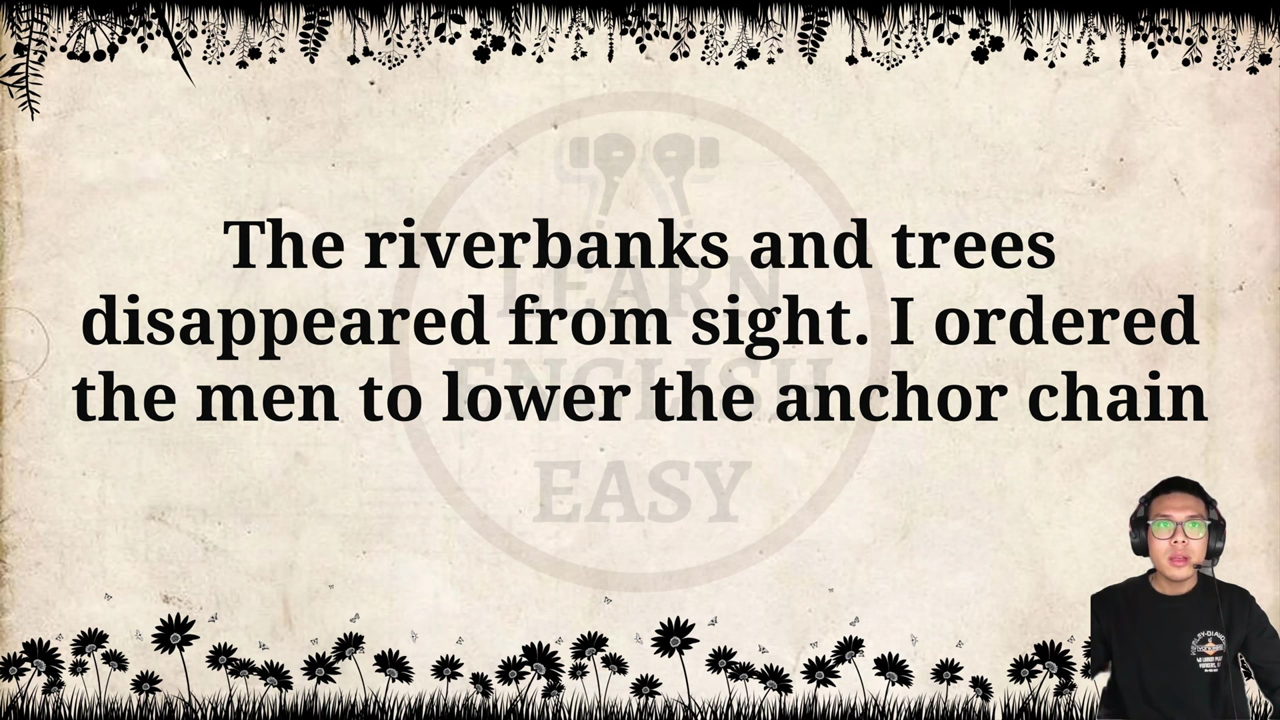 The riverbanks and trees
disappeared from sight. I ordered
the men to lower the anchor chain
LEARN
ENGLISH
EASY